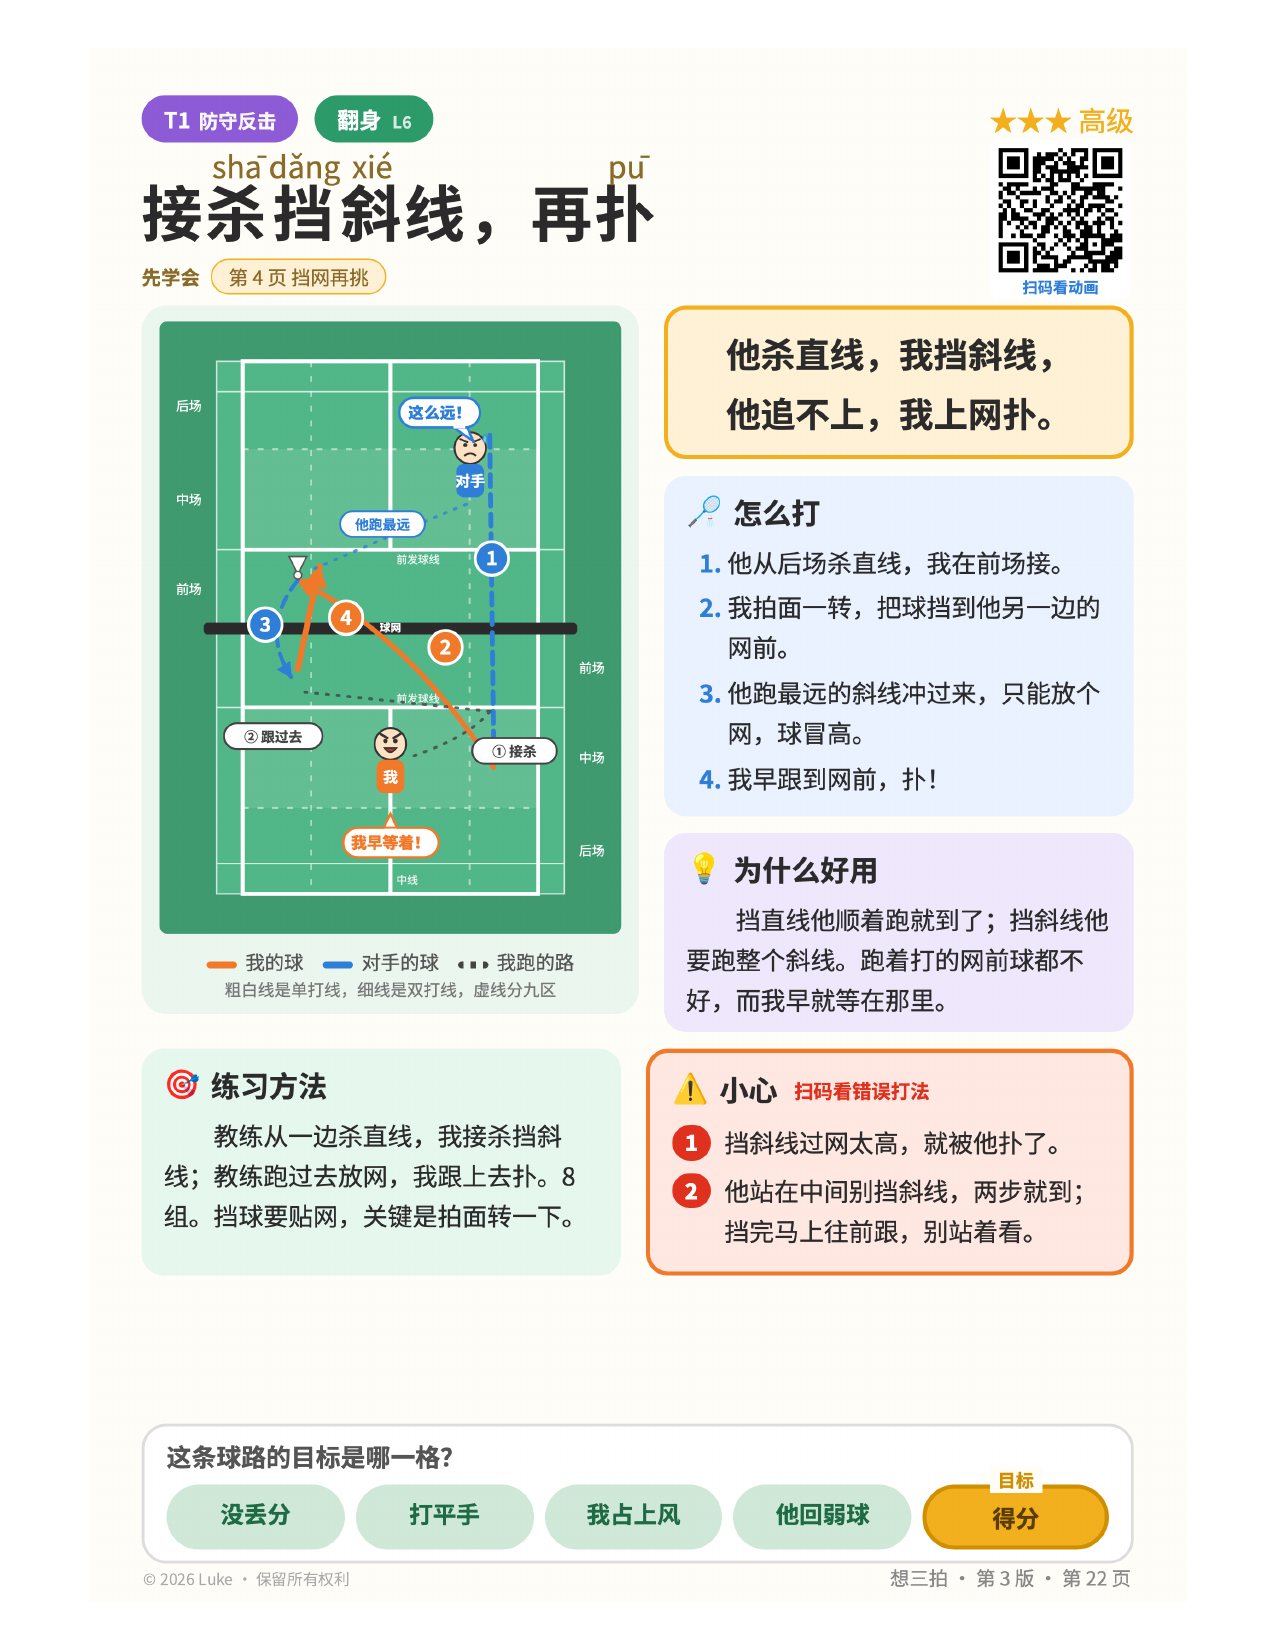 T1 防守反击
翻身 L6
★★★ 高级
shā dǎng xié pū
接杀挡斜线，再扑
先学会 第 4 页 挡网再挑
扫码看动画
后场
中场
前场
这么远！
对手
他跑最远
前发球线
1
3
4
球网
2
前场
前发球线
② 跟过去
① 接杀
中场
我
我早等着！
后场
中线
我的球 对手的球 我跑的路
粗白线是单打线，细线是双打线，虚线分九区
他杀直线，我挡斜线，
他追不上，我上网扑。
怎么打
1. 他从后场杀直线，我在前场接。
2. 我拍面一转，把球挡到他另一边的
网前。
3. 他跑最远的斜线冲过来，只能放个
网，球冒高。
4. 我早跟到网前，扑！
为什么好用
挡直线他顺着跑就到了；挡斜线他
要跑整个斜线。跑着打的网前球都不
好，而我早就等在那里。
练习方法
教练从一边杀直线，我接杀挡斜
线；教练跑过去放网，我跟上去扑。8
组。挡球要贴网，关键是拍面转一下。
小心 扫码看错误打法
1 挡斜线过网太高，就被他扑了。
2 他站在中间别挡斜线，两步就到；
挡完马上往前跟，别站着看。
这条球路的目标是哪一格？
没丢分
打平手
我占上风
他回弱球
目标
得分
© 2026 Luke · 保留所有权利
想三拍 · 第 3 版 · 第 22 页